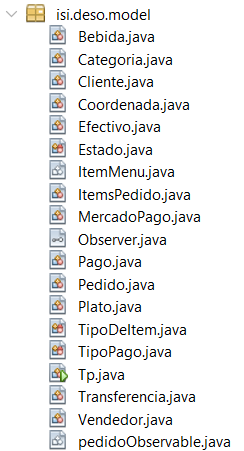 isi.deso.model
Bebida.java
Categoria.java
Cliente.java
Coordenada.java
Efectivo.java
Estado.java
ItemMenu.java
ItemsPedido.java
MercadoPago.java
Observer.java
Pago.java
Pedido.java
Plato.java
TipoDeItem.java
TipoPago.java
Tp.java
Transferencia.java
Vendedor.java
pedidoObservable.java